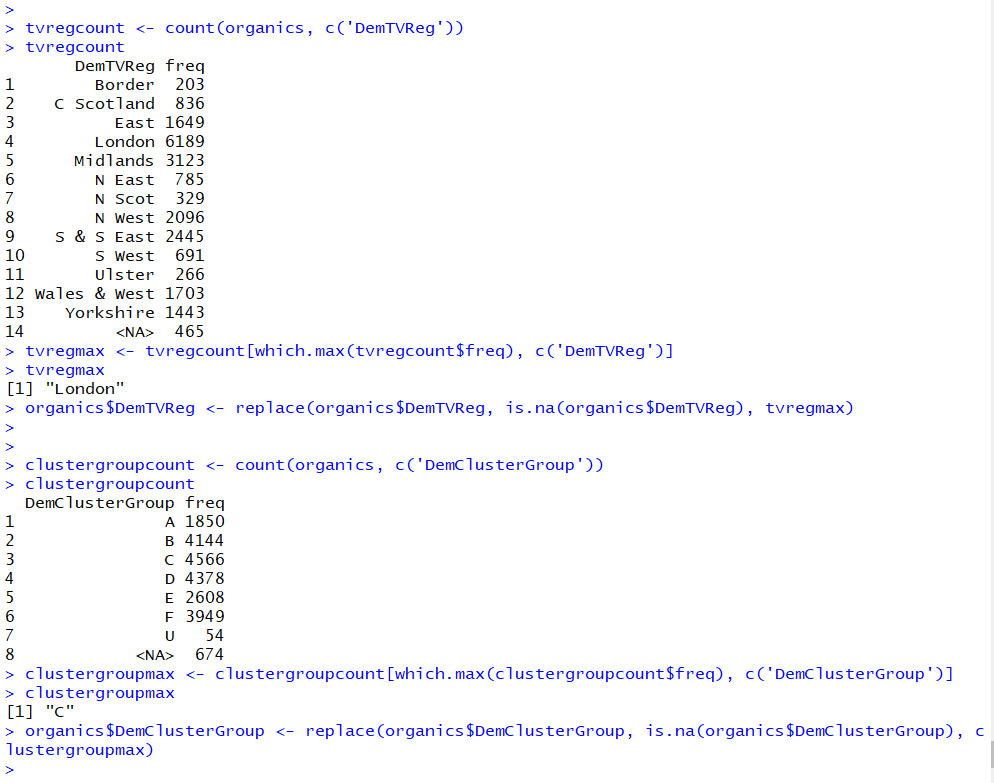 >
> tvregcount <- count(organics, c('DemTVReg'))
> tvregcount
       DemTVReg freq
1        Border  203
2    C Scotland  836
3          East 1649
4        London 6189
5      Midlands 3123
6        N East  785
7        N Scot  329
8        N West 2096
9    S & S East 2445
10       S West  691
11       Ulster  266
12 Wales & West 1703
13    Yorkshire 1443
14         <NA>  465
> tvregmax <- tvregcount[which.max(tvregcount$freq), c('DemTVReg')]
> tvregmax
[1] "London"
> organics$DemTVReg <- replace(organics$DemTVReg, is.na(organics$DemTVReg), tvregmax)
>
>
> clustergroupcount <- count(organics, c('DemClusterGroup'))
> clustergroupcount
  DemClusterGroup freq
1               A 1850
2               B 4144
3               C 4566
4               D 4378
5               E 2608
6               F 3949
7               U   54
8            <NA>  674
> clustergroupmax <- clustergroupcount[which.max(clustergroupcount$freq), c('DemClusterGroup')]
> clustergroupmax
[1] "C"
> organics$DemClusterGroup <- replace(organics$DemClusterGroup, is.na(organics$DemClusterGroup), c
lustergroupmax)
>